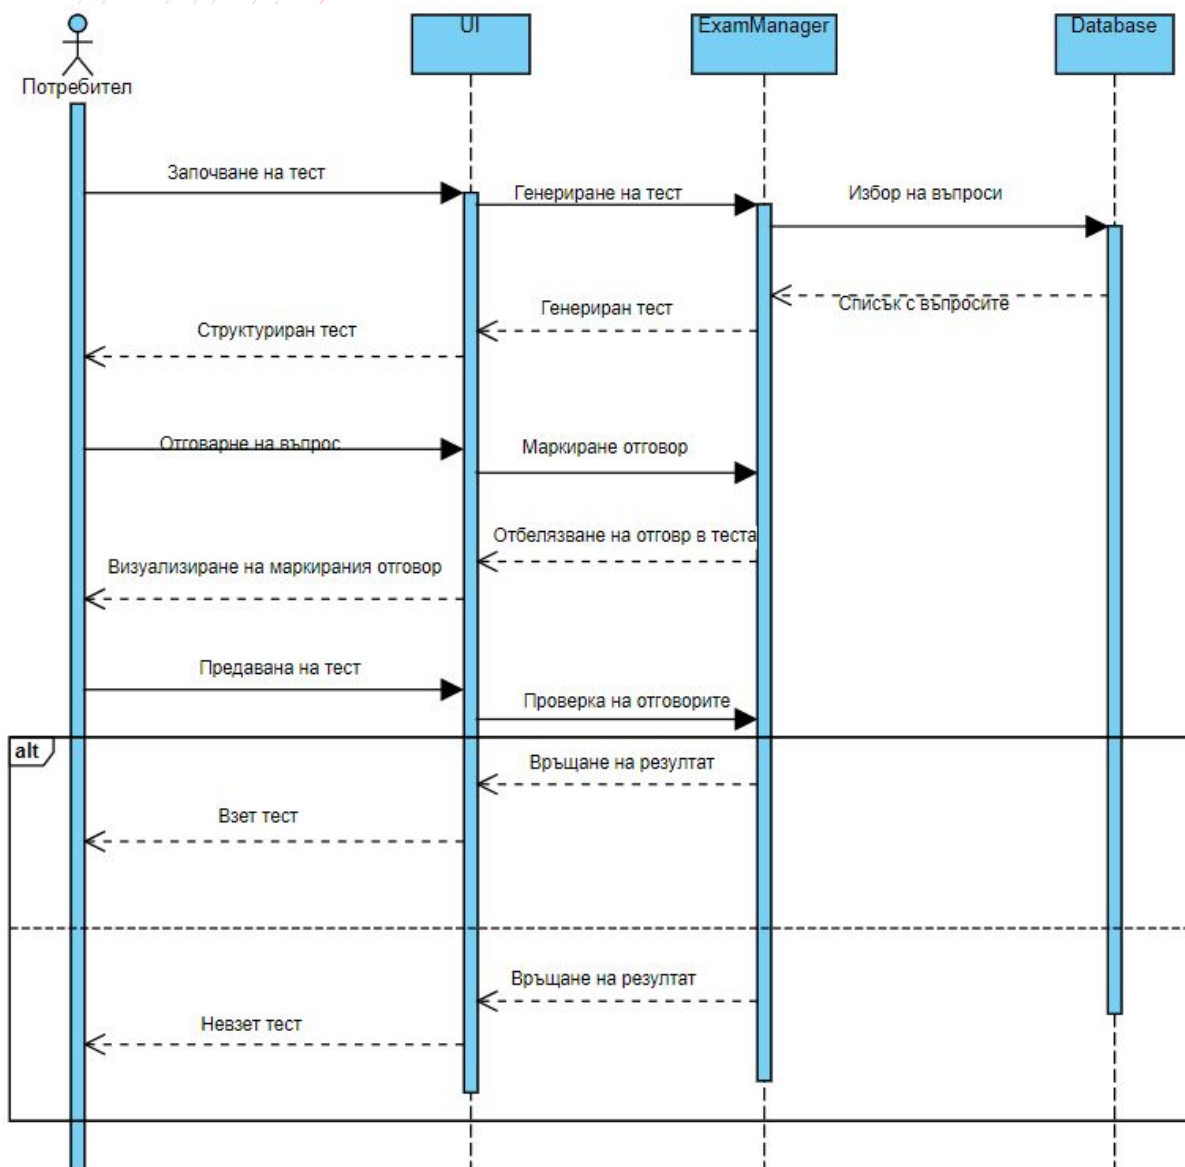 UI
ExamManager
Database
Потребител
Започване на тест
Генериране на тест
Избор на въпроси
Списък с въпросите
Генериран тест
Структуриран тест
Отговарне на въпрос
Маркиране отговор
Отбелязване на отговр в теста
Визуализиране на маркирания отговор
Предавана на тест
Проверка на отговорите
alt
Връщане на резултат
Взет тест
Връщане на резултат
Невзет тест